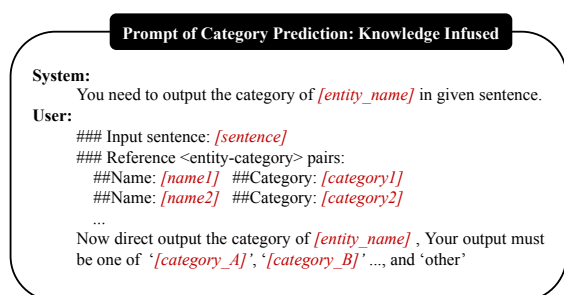 Prompt of Category Prediction: Knowledge Infused
System:
You need to output the category of [entity_name] in given sentence.
User:
### Input sentence: [sentence]
### Reference <entity-category> pairs:
##Name: [name1] ##Category: [category1]
##Name: [name2] ##Category: [category2]
...
Now direct output the category of [entity_name] , Your output must
be one of ‘[category_A]’, ‘[category_B]’ ..., and ‘other’